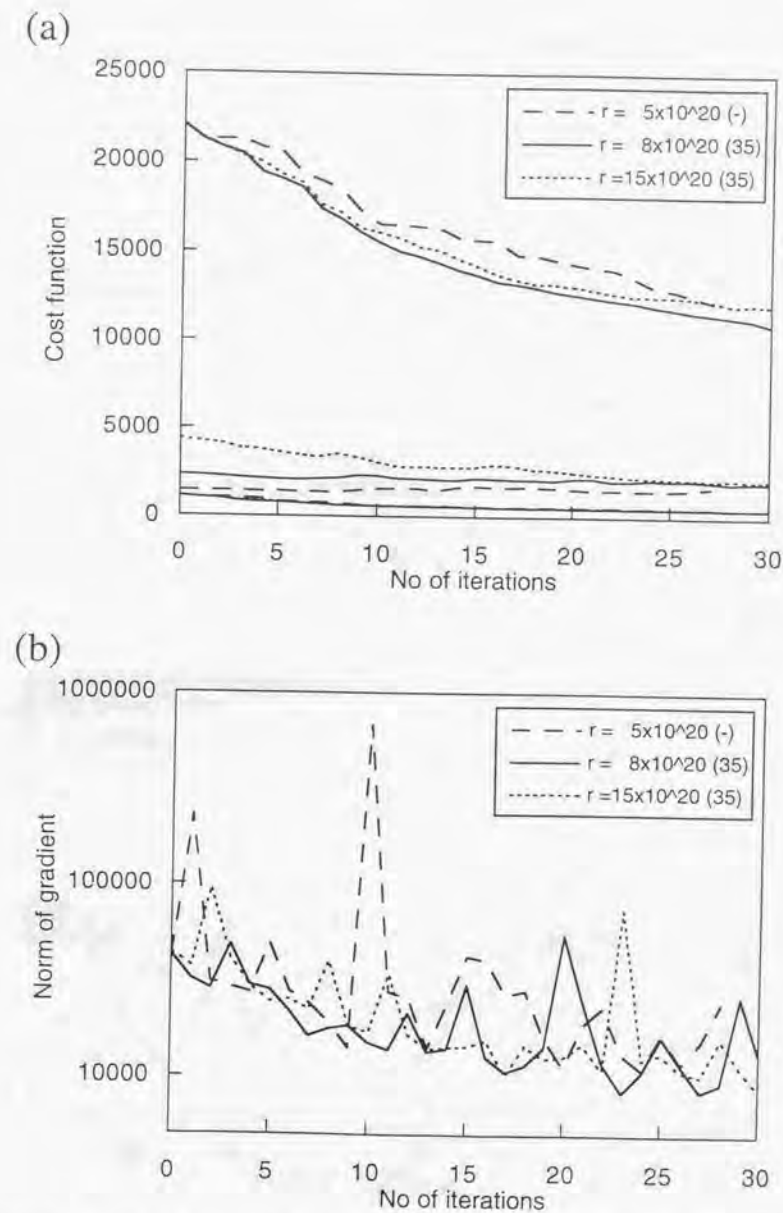 (a)
25000
20000
15000
10000
5000
0
Cost function
r = 5x10^20 (-)
r = 8x10^20 (35)
r =15x10^20 (35)
0 5 10 15 20 25 30
No of iterations
(b)
1000000
100000
10000
Norm of gradient
r = 5x10^20 (-)
r = 8x10^20 (35)
r =15x10^20 (35)
0 5 10 15 20 25 30
No of iterations